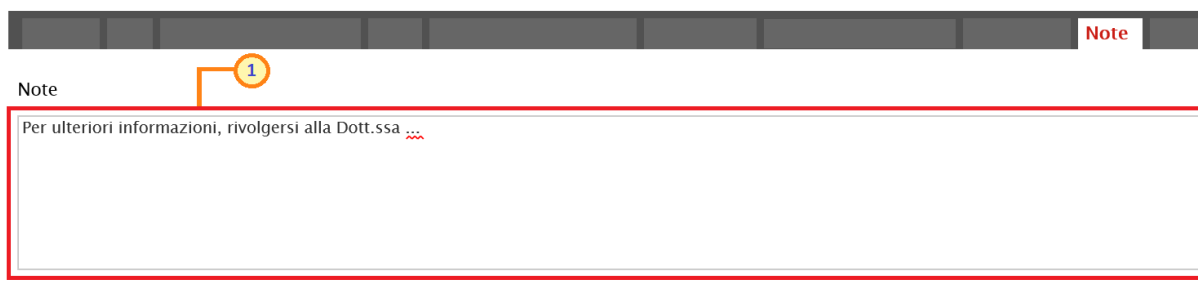 Note
1
Note
Per ulteriori informazioni, rivolgersi alla Dott.ssa ...